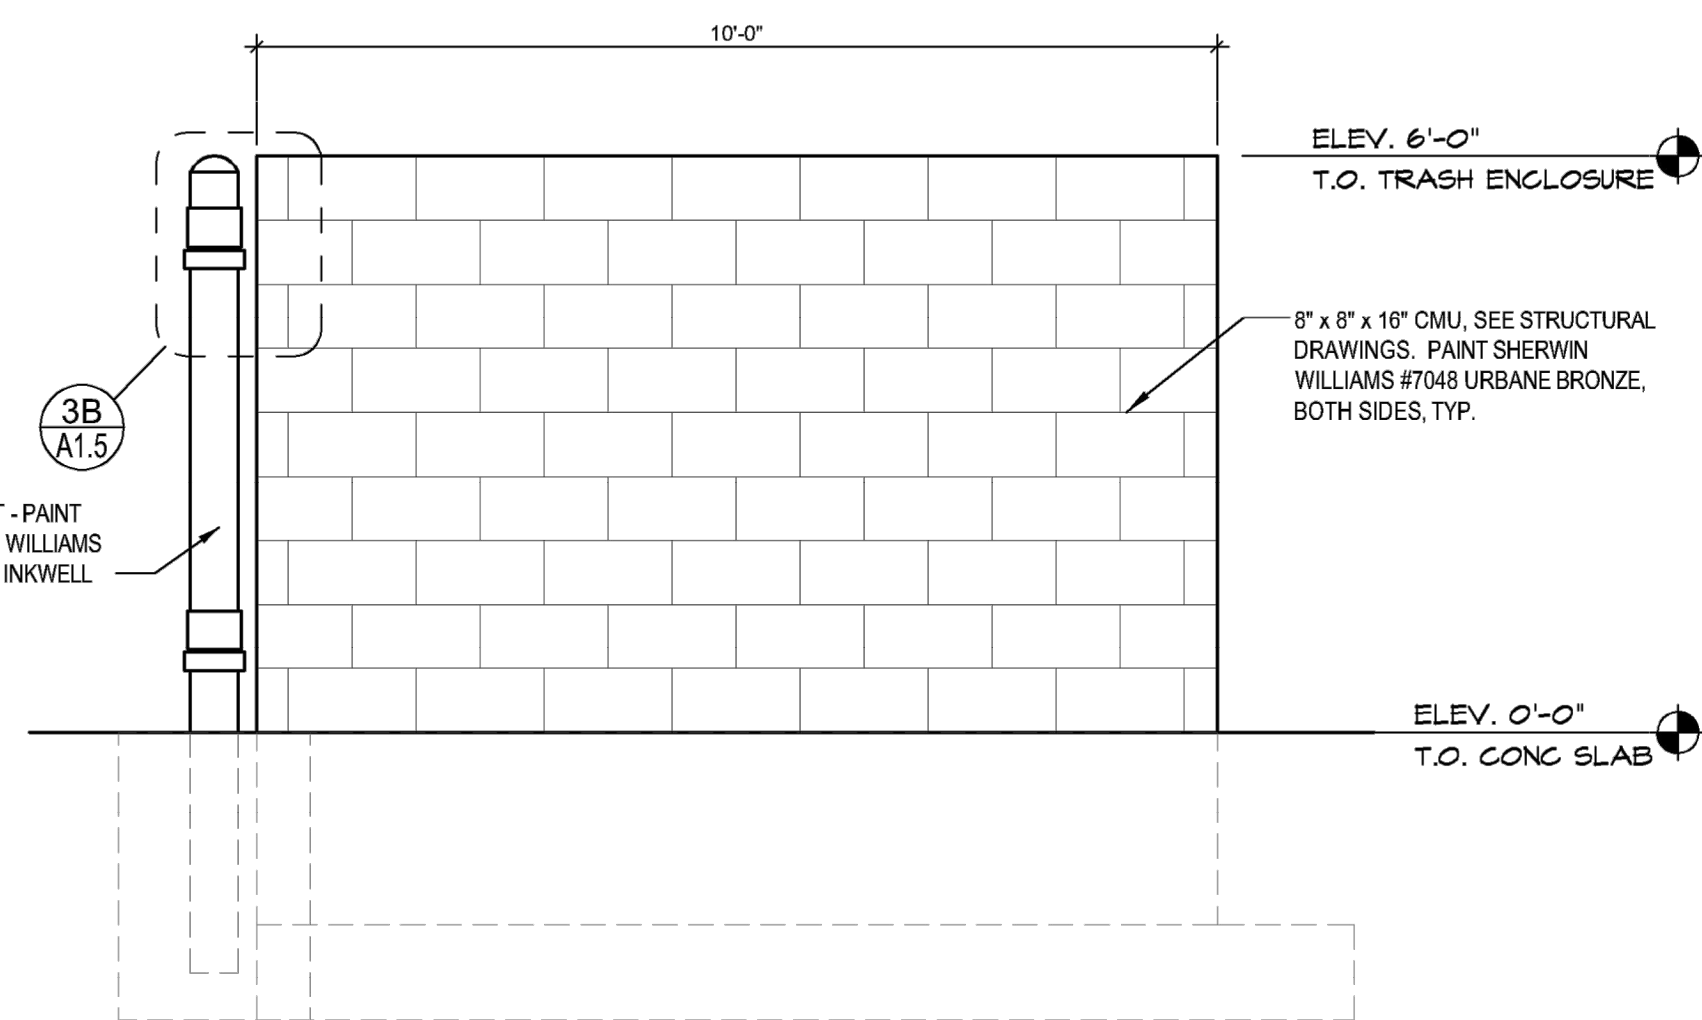 10'-0"
ELEV. 6'-0"
T.O. TRASH ENCLOSURE
8" x 8" x 16" CMU, SEE STRUCTURAL
DRAWINGS. PAINT SHERWIN
WILLIAMS #7048 URBANE BRONZE,
BOTH SIDES, TYP.
3B
A1.5
- PAINT
WILLIAMS
INKWELL
ELEV. 0'-0"
T.O. CONC SLAB